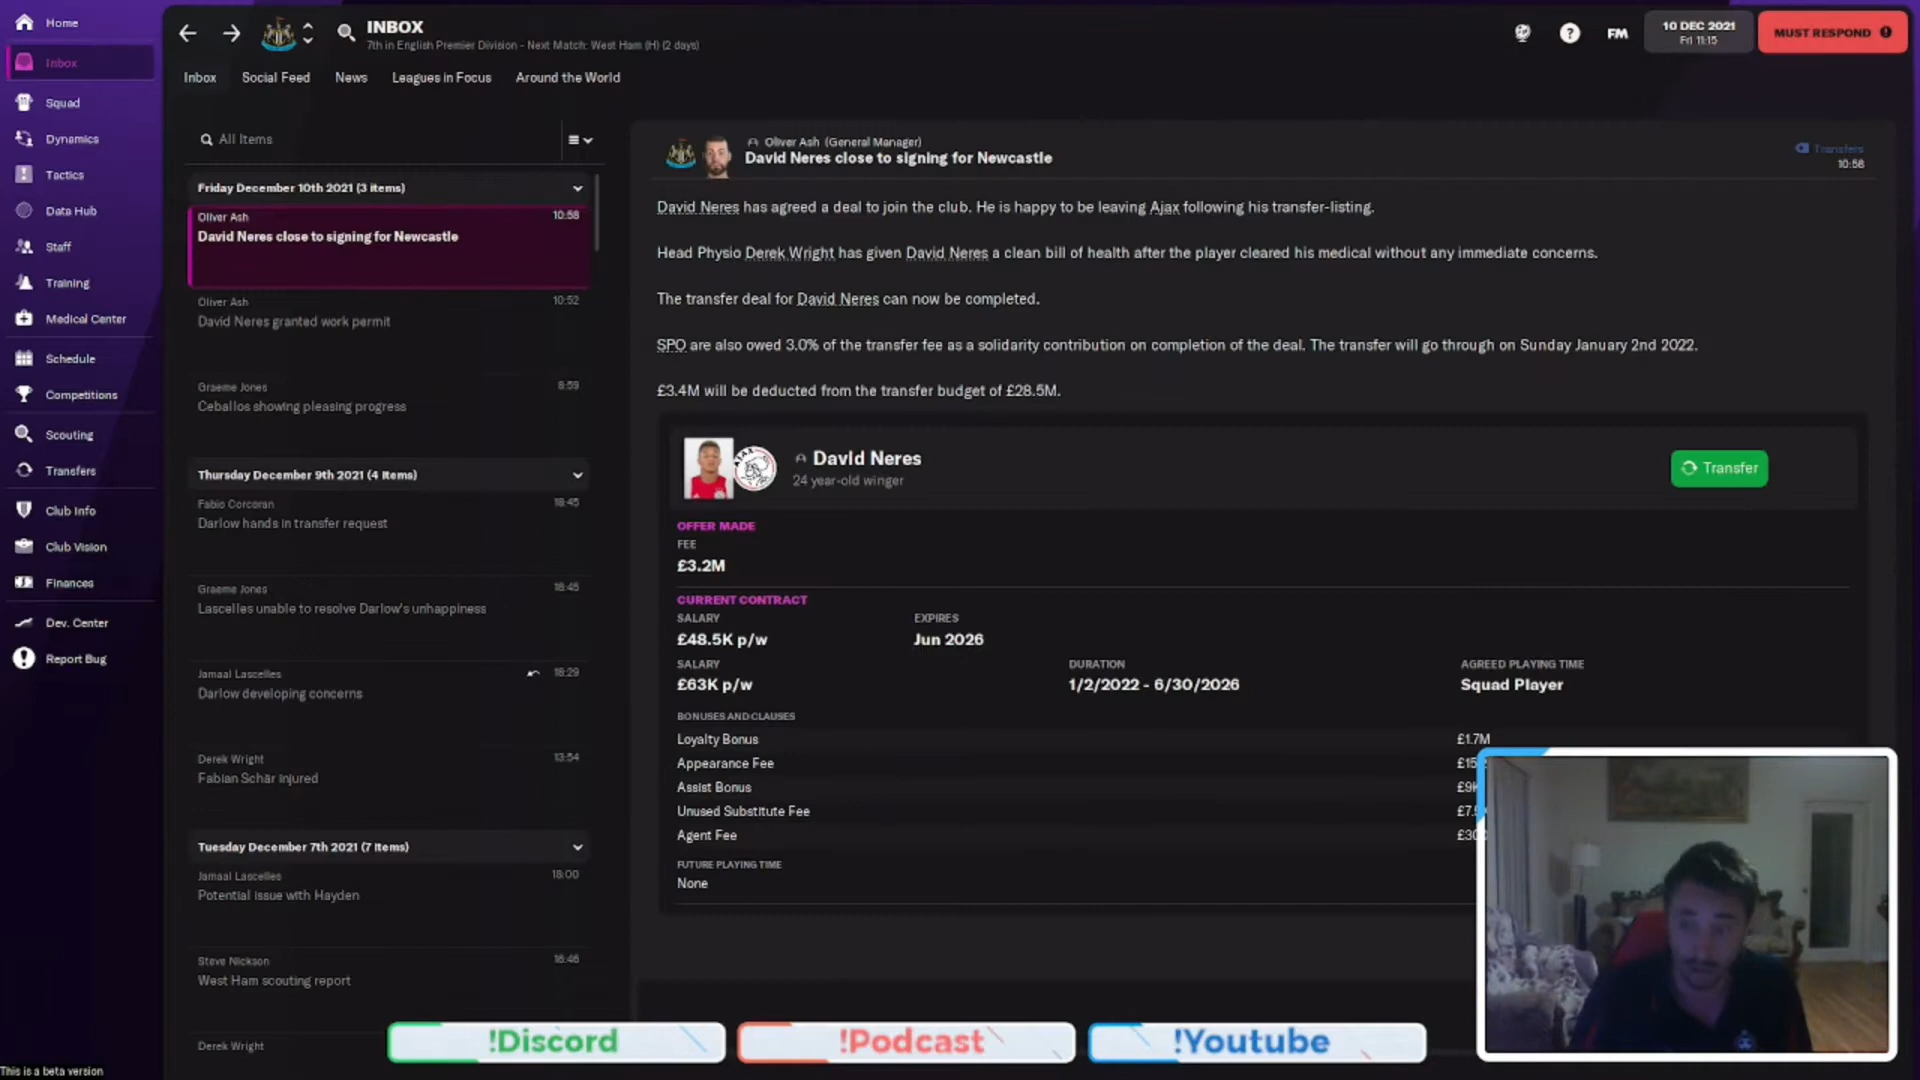 Home
Inbox
Squad
Dynamics
Tactics
Data Hub
Staff
Training
Medical Center
Schedule
Competitions
Scouting
Transfers
Club Info
Club Vision
Finances
Dev. Center
Report Bug
This is a beta version
INBOX
7th in English Premier Division - Next Match: West Ham (H) (2 days)
FM
10 DEC 2021
Fri 11:15
MUST RESPOND
Inbox Social Feed News Leagues in Focus Around the World
All Items
Friday December 10th 2021 (3 items)
Oliver Ash 10:58
David Neres close to signing for Newcastle
Oliver Ash 10:52
David Neres granted work permit
Graeme Jones 8:59
Ceballos showing pleasing progress
Thursday December 9th 2021 (4 items)
Fabio Corcoran 18:45
Darlow hands in transfer request
Graeme Jones 18:45
Lascelles unable to resolve Darlow's unhappiness
Jamaal Lascelles 18:29
Darlow developing concerns
Derek Wright 13:54
Fabian Schär injured
Tuesday December 7th 2021 (7 items)
Jamaal Lascelles 18:00
Potential issue with Hayden
Steve Nickson 16:46
West Ham scouting report
Derek Wright
Oliver Ash (General Manager)
David Neres close to signing for Newcastle
Transfers
10:58
David Neres has agreed a deal to join the club. He is happy to be leaving Ajax following his transfer-listing.
Head Physio Derek Wright has given David Neres a clean bill of health after the player cleared his medical without any immediate concerns.
The transfer deal for David Neres can now be completed.
SPO are also owed 3.0% of the transfer fee as a solidarity contribution on completion of the deal. The transfer will go through on Sunday January 2nd 2022.
£3.4M will be deducted from the transfer budget of £28.5M.
AJAX
David Neres
24 year-old winger
Transfer
OFFER MADE
FEE
£3.2M
CURRENT CONTRACT
SALARY EXPIRES
£48.5K p/w Jun 2026
SALARY DURATION AGREED PLAYING TIME
£63K p/w 1/2/2022 - 6/30/2026 Squad Player
BONUSES AND CLAUSES
Loyalty Bonus £1.7M
Appearance Fee
Assist Bonus
Unused Substitute Fee
Agent Fee
FUTURE PLAYING TIME
None
!Discord !Podcast !Youtube